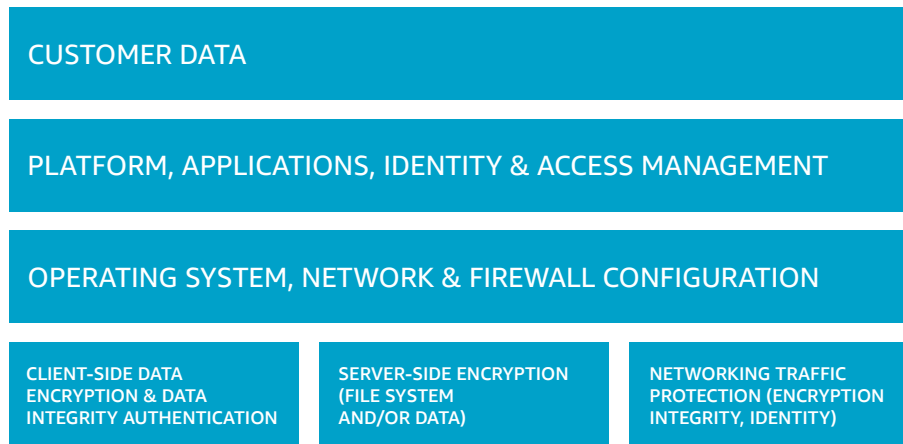 CUSTOMER DATA
PLATFORM, APPLICATIONS, IDENTITY & ACCESS MANAGEMENT
OPERATING SYSTEM, NETWORK & FIREWALL CONFIGURATION
CLIENT-SIDE DATA
ENCRYPTION & DATA
INTEGRITY AUTHENTICATION
SERVER-SIDE ENCRYPTION
(FILE SYSTEM
AND/OR DATA)
NETWORKING TRAFFIC
PROTECTION (ENCRYPTION
INTEGRITY, IDENTITY)